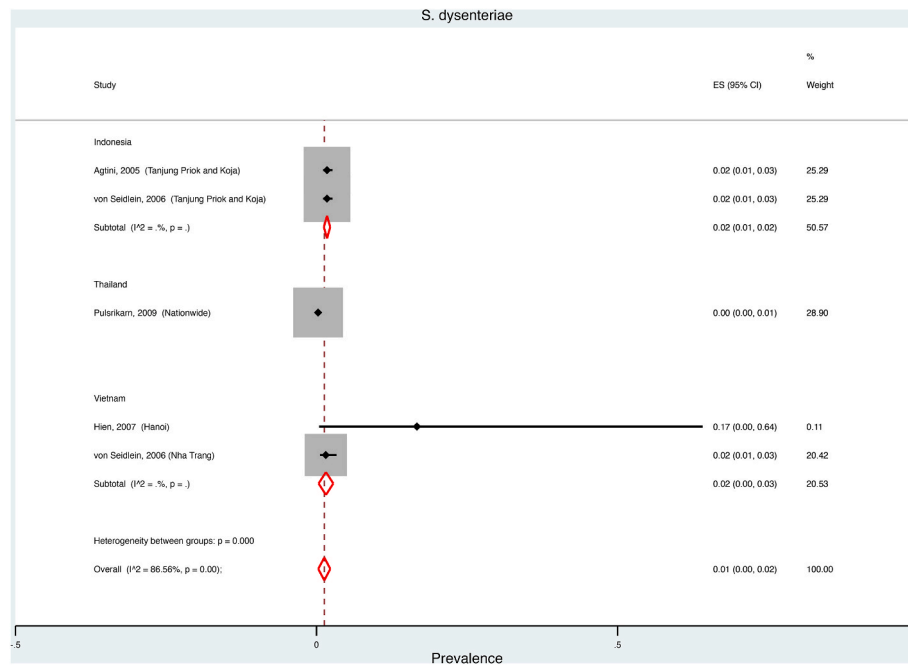 S. dysenteriae
%
Study ES (95% CI) Weight
Indonesia
Agtini, 2005 (Tanjung Priok and Koja) 0.02 (0.01, 0.03) 25.29
von Seidlein, 2006 (Tanjung Priok and Koja) 0.02 (0.01, 0.03) 25.29
Subtotal (I^2 = .%, p = .) 0.02 (0.01, 0.02) 50.57
Thailand
Pulsrikarn, 2009 (Nationwide) 0.00 (0.00, 0.01) 28.90
Vietnam
Hien, 2007 (Hanoi) 0.17 (0.00, 0.64) 0.11
von Seidlein, 2006 (Nha Trang) 0.02 (0.01, 0.03) 20.42
Subtotal (I^2 = .%, p = .) 0.02 (0.00, 0.03) 20.53
Heterogeneity between groups: p = 0.000
Overall (I^2 = 86.56%, p = 0.00); 0.01 (0.00, 0.02) 100.00
-.5 0 .5
Prevalence